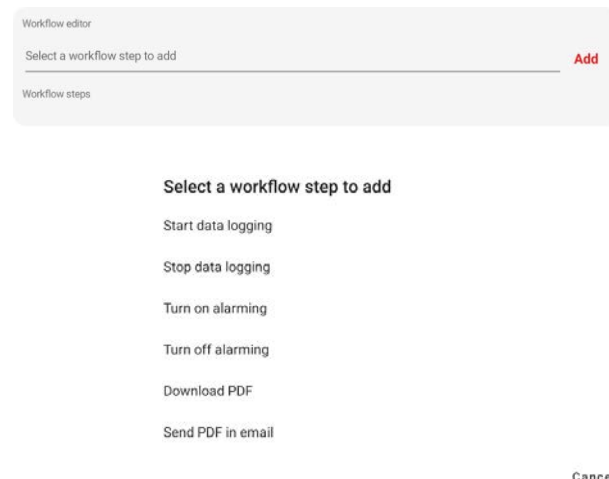 Workflow editor
Select a workflow step to add
Add
Workflow steps
Select a workflow step to add
Start data logging
Stop data logging
Turn on alarming
Turn off alarming
Download PDF
Send PDF in email
Cance